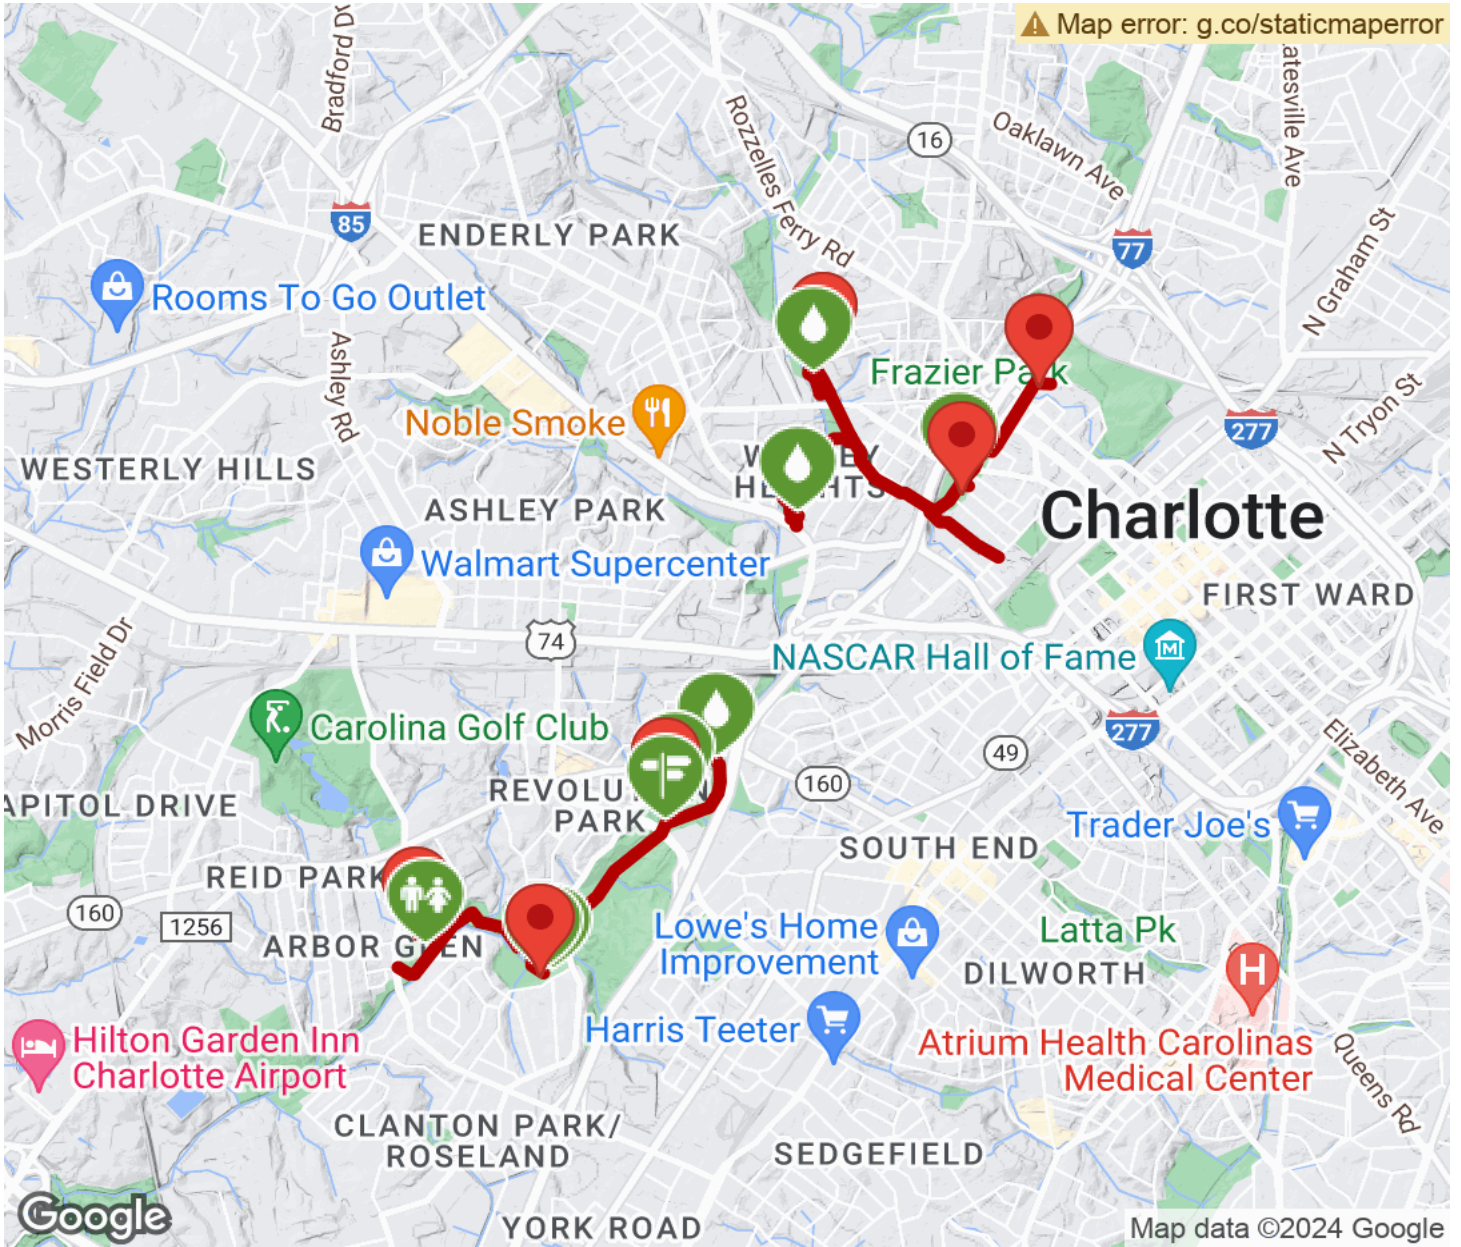 Map error: g.co/staticmaperror
Bradford Dr
atesville Ave
Rozzelles Ferry Rd
16
Oaklawn Ave
85
ENDERLY PARK
77
N Graham St
Rooms To Go Outlet
Ashley Rd
Frazier Park
Noble Smoke
277
N Tryon St
WESTERLY HILLS
ASHLEY PARK
Charlotte
Walmart Supercenter
FIRST WARD
Morris Field Dr
74
NASCAR Hall of Fame
Carolina Golf Club
277
49
160
Elizabeth Ave
APITOL DRIVE
PARK
Trader Joe's
SOUTH END
REID PARK
160
1256
ARBOR GLEN
Lowe's Home
Improvement
Latta Pk
H
DILWORTH
Hilton Garden Inn
Charlotte Airport
Harris Teeter
Atrium Health Carolinas
Medical Center
Queens Rd
CLANTON PARK/
ROSELAND
SEDGEFIELD
Google
YORK ROAD
Map data ©2024 Google